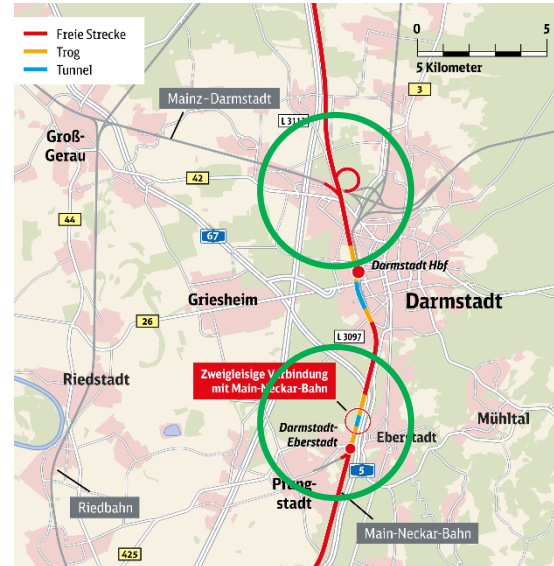 Freie Strecke
Trog
Tunnel
0 5
5 Kilometer
3
Mainz-Darmstadt
L 3113
Groß-
Gerau
42
44
67
Darmstadt Hbf
Griesheim
Darmstadt
26
L 3097
Riedstadt
Zweigleisige Verbindung
mit Main-Neckar-Bahn
Mühltal
Darmstadt-
Eberstadt
Eberstadt
5
Pfung-
stadt
Riedbahn
Main-Neckar-Bahn
425